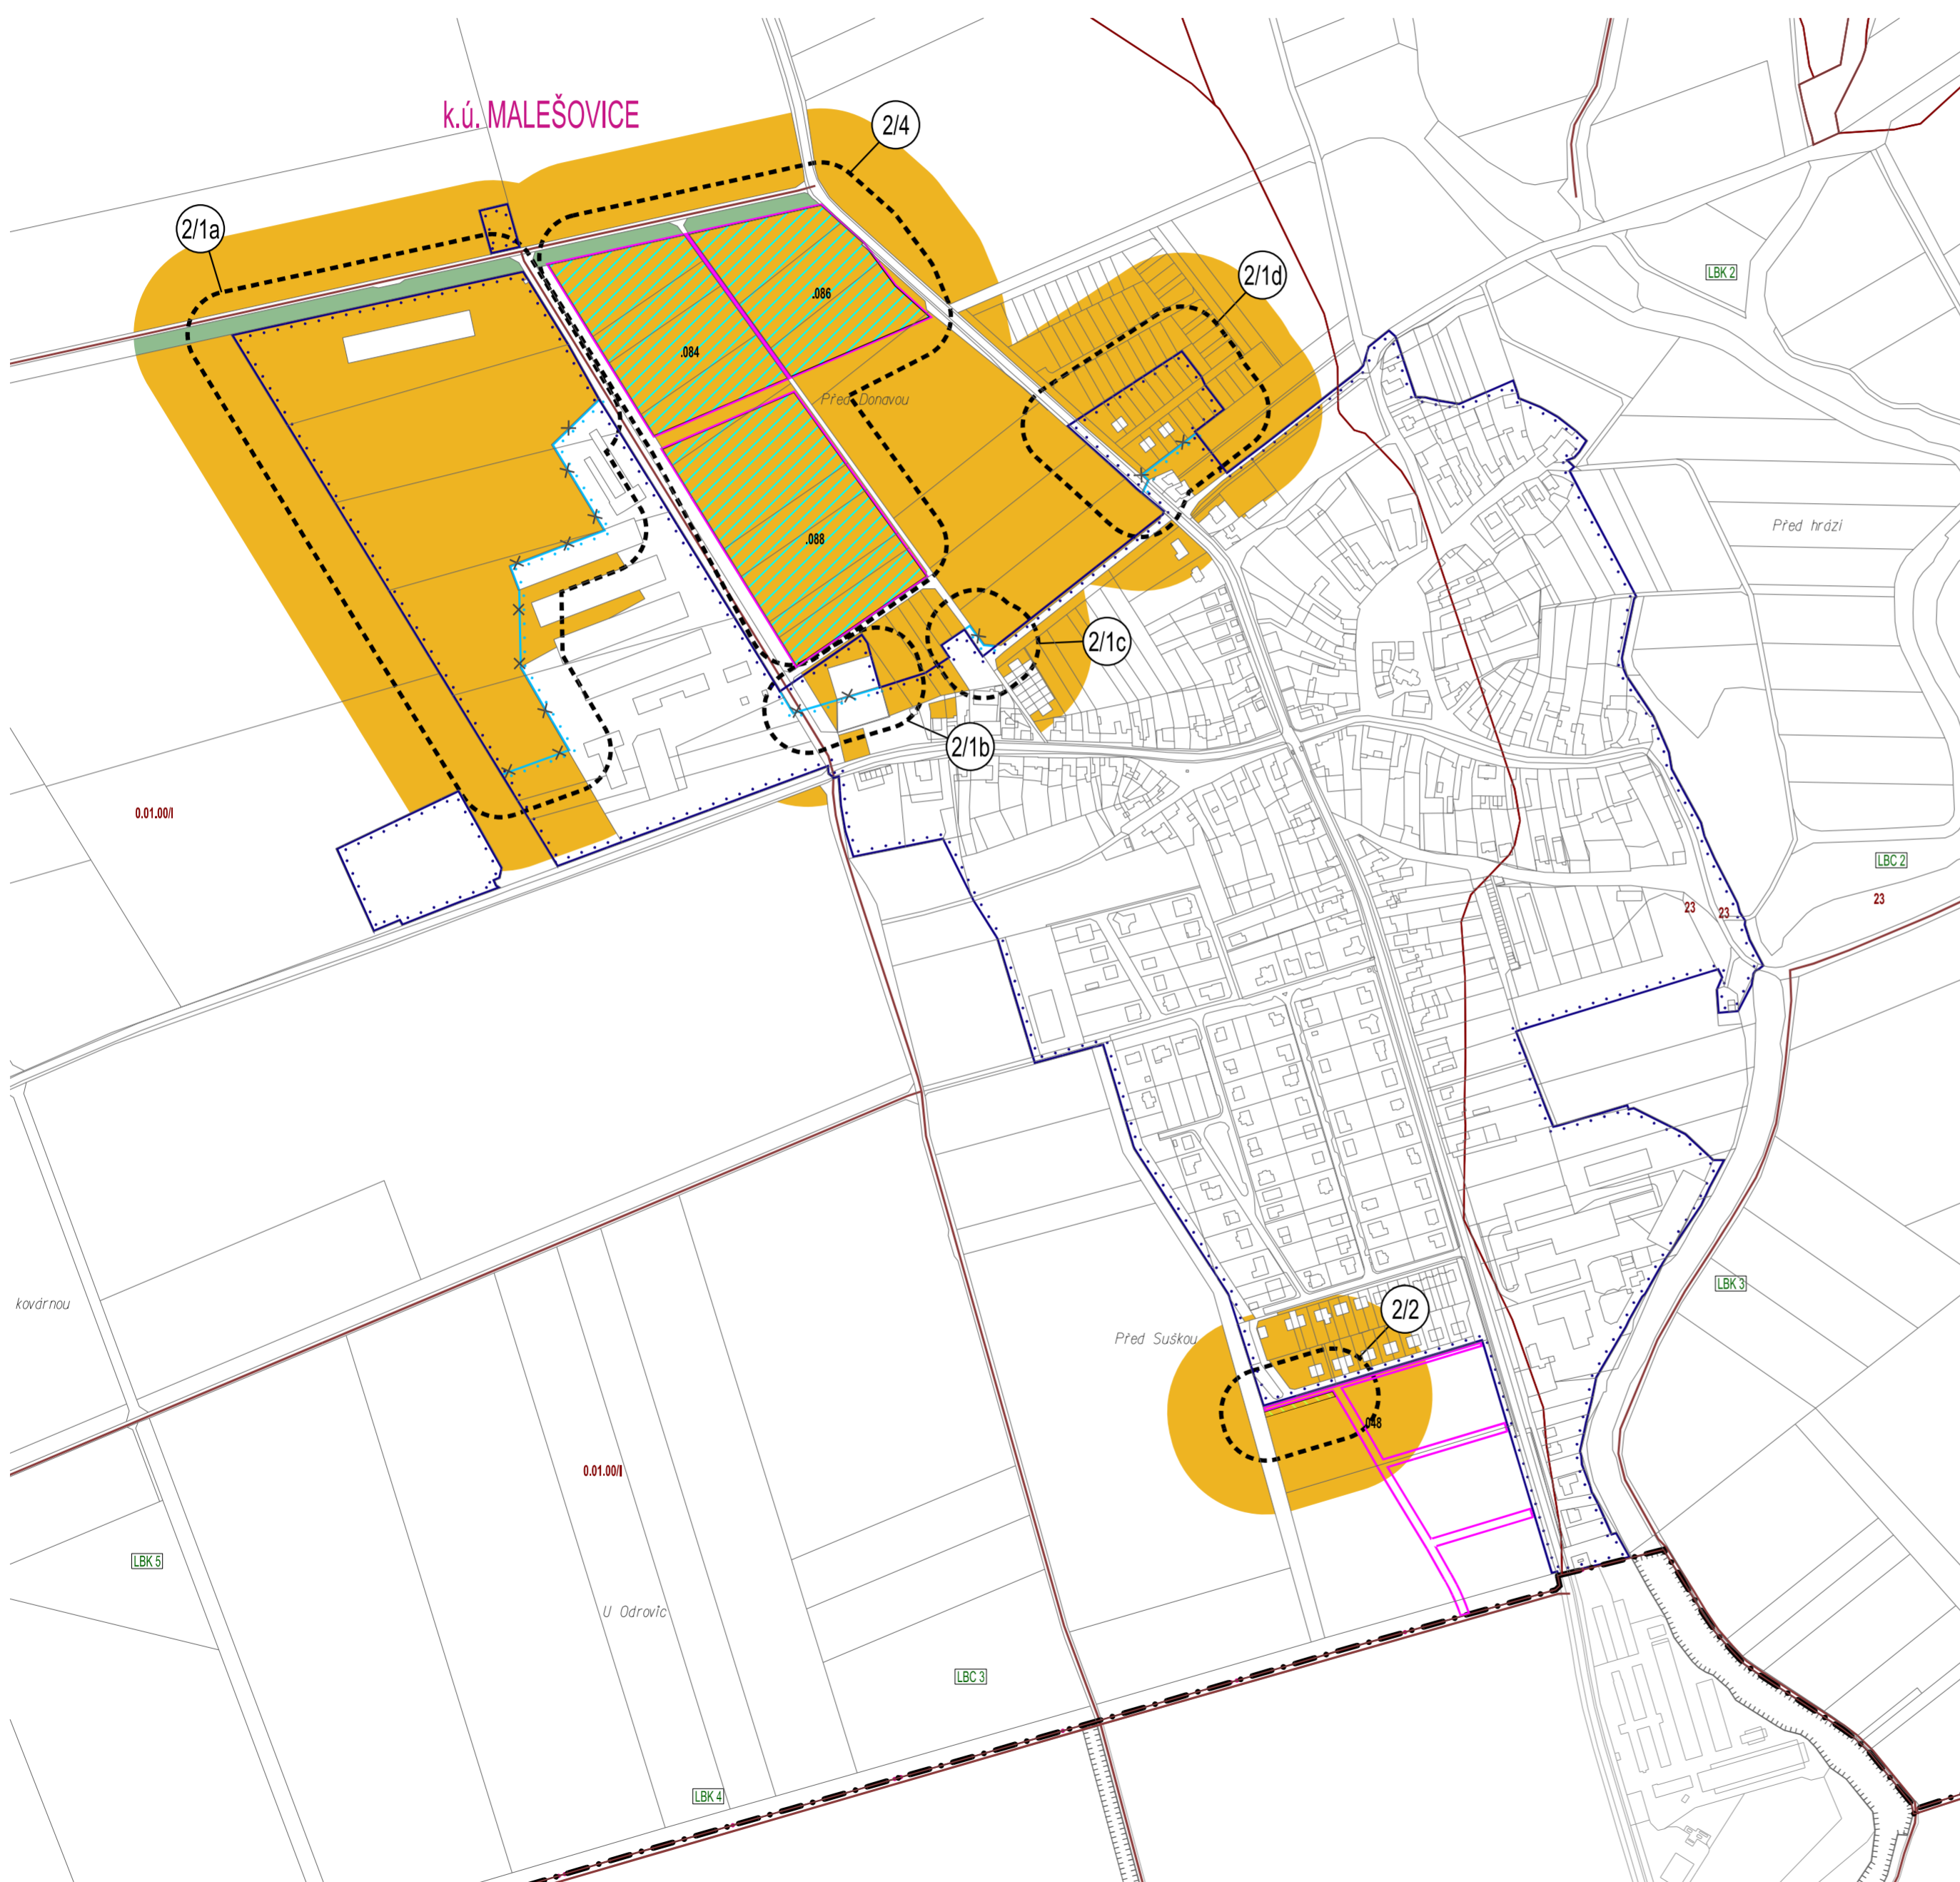 k.ú. MALEŠOVICE
2/4
2/1a
2/1d
LBK 2
.086
.084
Před Donavou
Před hrází
.088
2/1c
2/1b
0.01.00/I
LBC 2
23
23
23
kovárnou
LBK 3
2/2
Před Suškou
.048
0.01.00/I
LBK 5
U Odrovic
LBC 3
LBK 4